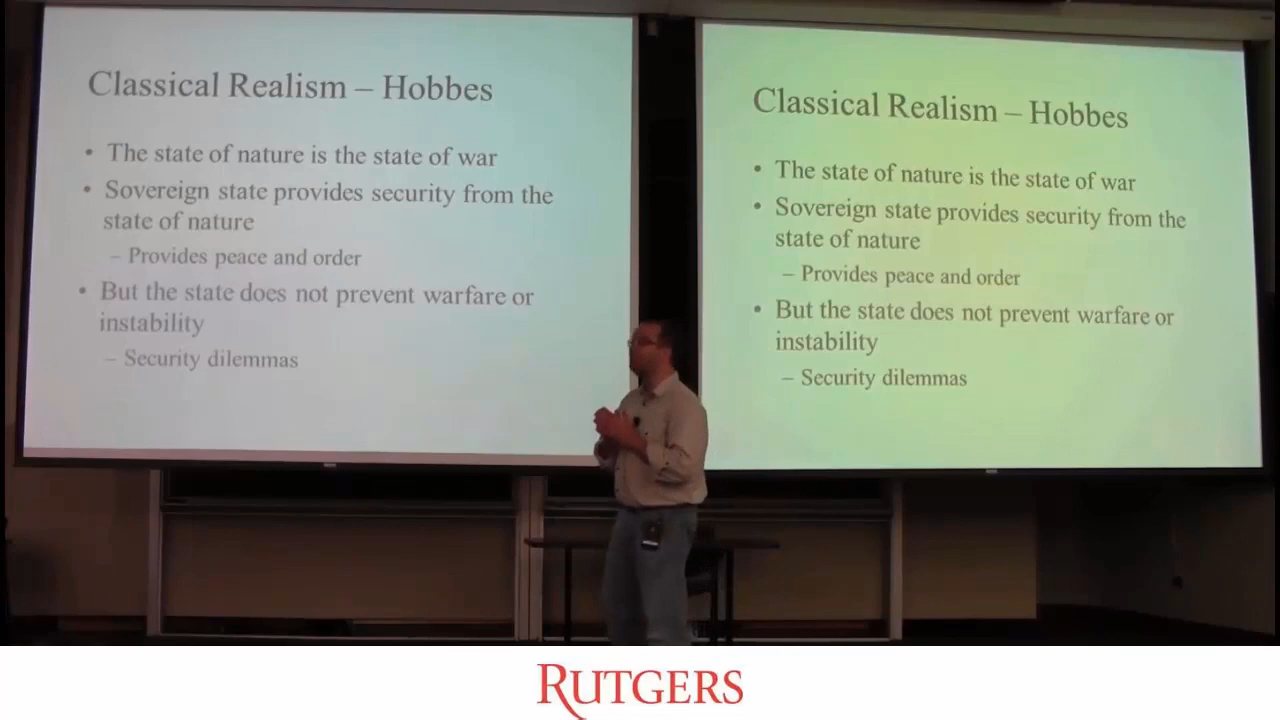 Classical Realism – Hobbes
• The state of nature is the state of war
• Sovereign state provides security from the
state of nature
– Provides peace and order
• But the state does not prevent warfare or
instability
– Security dilemmas
Classical Realism – Hobbes
• The state of nature is the state of war
• Sovereign state provides security from the
state of nature
– Provides peace and order
• But the state does not prevent warfare or
instability
– Security dilemmas
RUTGERS